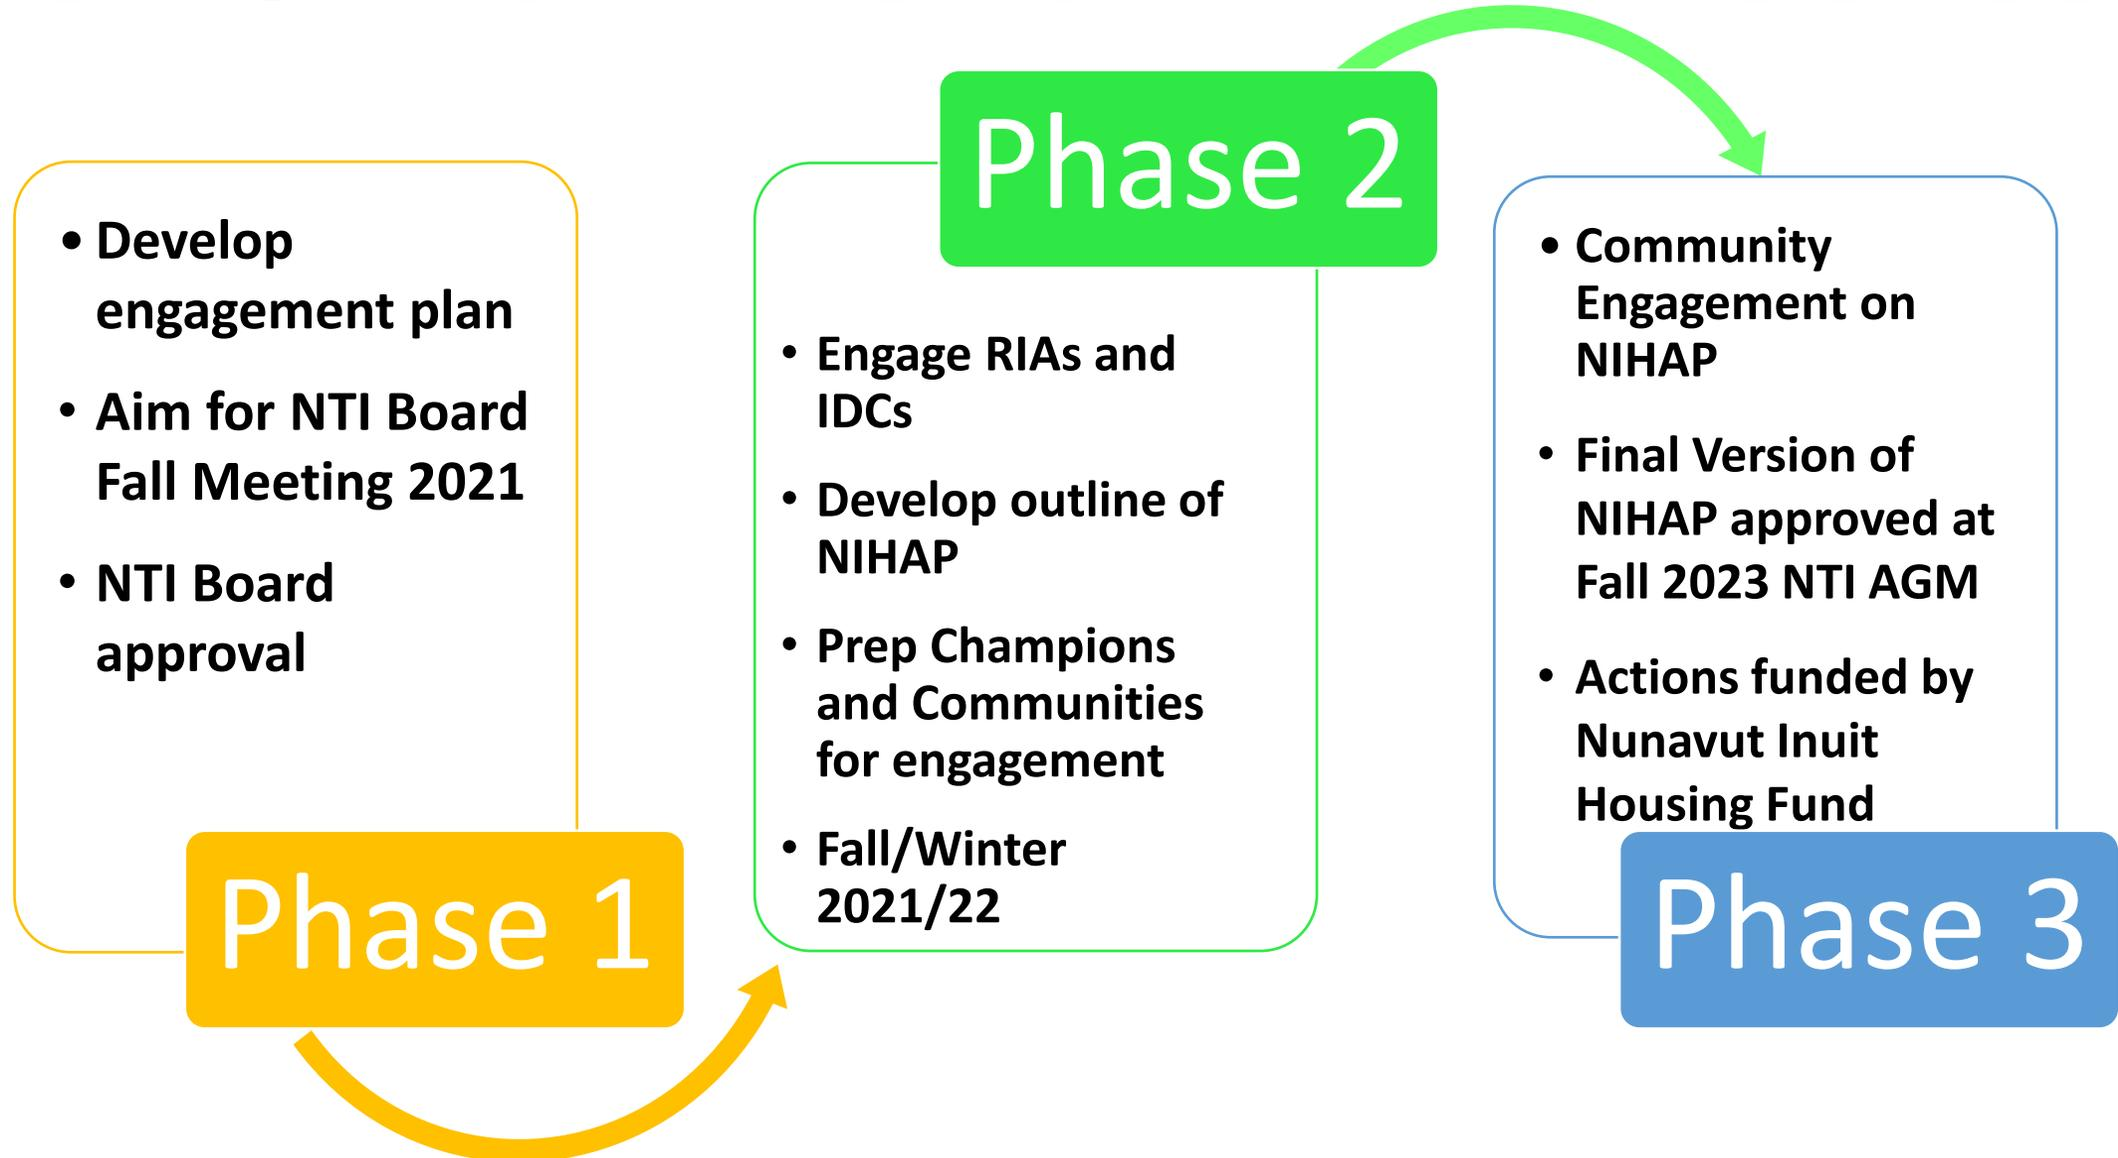 • Develop
engagement plan
• Aim for NTI Board
Fall Meeting 2021
• NTI Board
approval
Phase 1
Phase 2
• Engage RIAs and
IDCs
• Develop outline of
NIHAP
• Prep Champions
and Communities
for engagement
• Fall/Winter
2021/22
• Community
Engagement on
NIHAP
• Final Version of
NIHAP approved at
Fall 2023 NTI AGM
• Actions funded by
Nunavut Inuit
Housing Fund
Phase 3